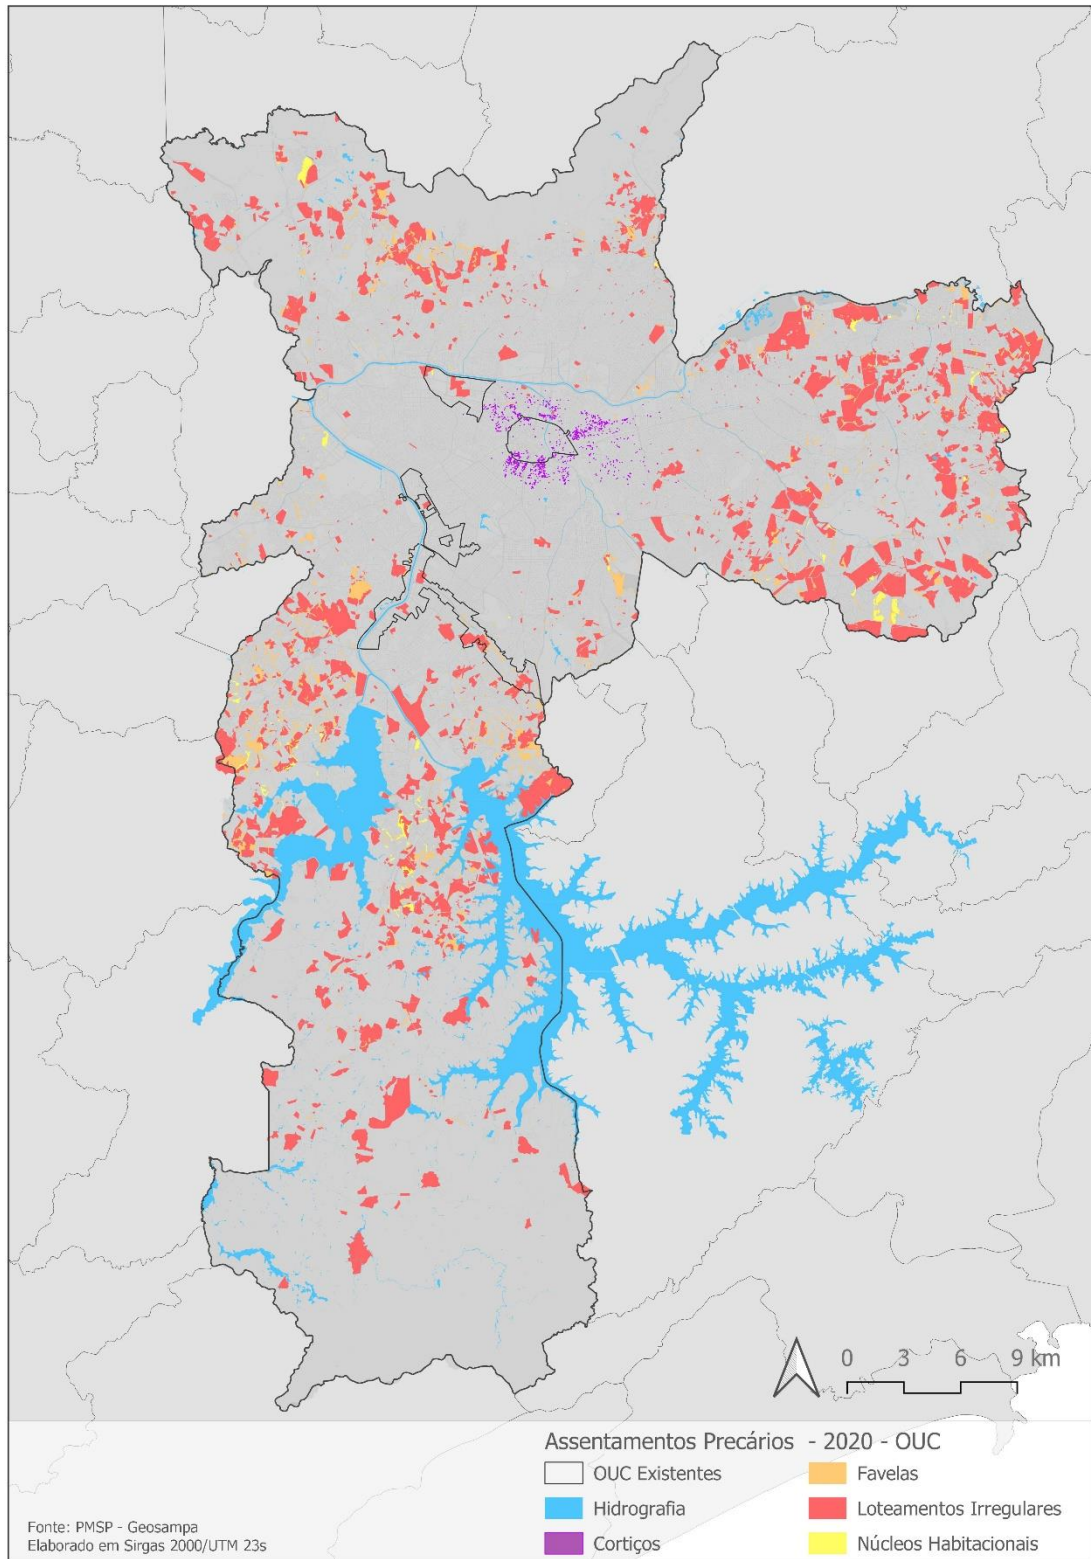 0 3 6 9 km
Assentamentos Precários - 2020 - OUC
OUC Existentes
Hidrografia
Cortiços
Favelas
Loteamentos Irregulares
Núcleos Habitacionais
Fonte: PMSP - Geosampa
Elaborado em Sirgas 2000/UTM 23s